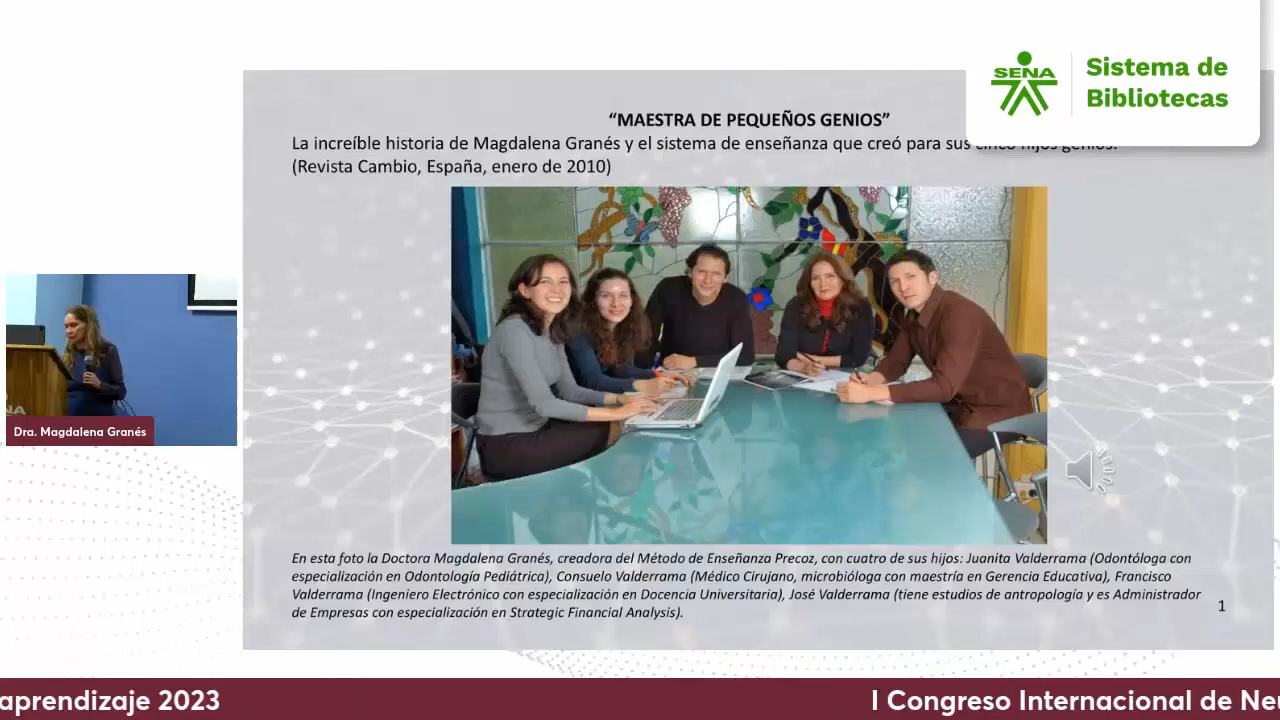 SENA
Sistema de
Bibliotecas
“MAESTRA DE PEQUEÑOS GENIOS”
La increíble historia de Magdalena Granés y el sistema de enseñanza que creó para sus cinco hijos genios.
(Revista Cambio, España, enero de 2010)
Dra. Magdalena Granés
En esta foto la Doctora Magdalena Granés, creadora del Método de Enseñanza Precoz, con cuatro de sus hijos: Juanita Valderrama (Odontóloga con
especialización en Odontología Pediátrica), Consuelo Valderrama (Médico Cirujano, microbióloga con maestría en Gerencia Educativa), Francisco
Valderrama (Ingeniero Electrónico con especialización en Docencia Universitaria), José Valderrama (tiene estudios de antropología y es Administrador
de Empresas con especialización en Strategic Financial Analysis).
1
aprendizaje 2023
I Congreso Internacional de